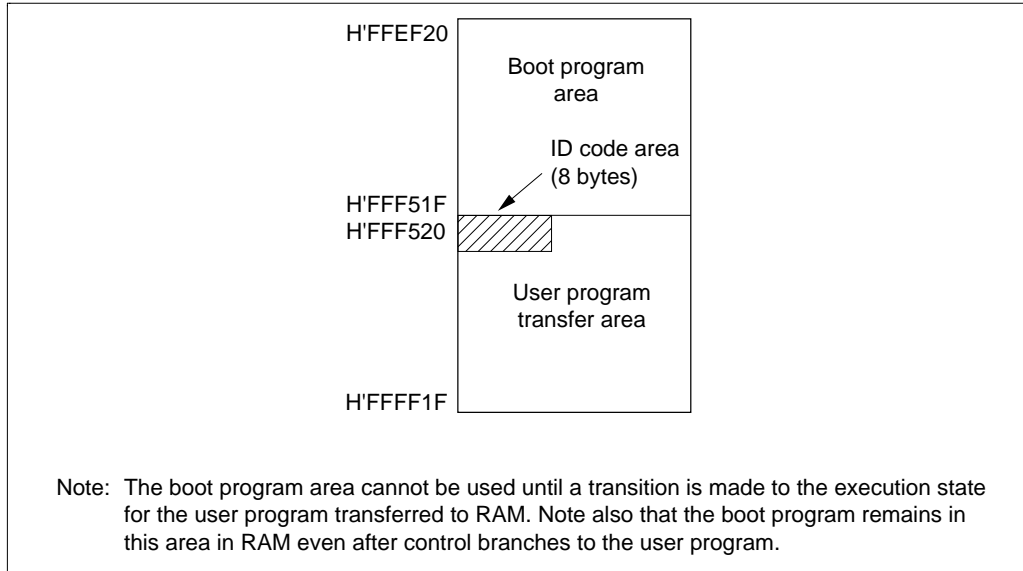 H'FFEF20
Boot program
area
ID code area
(8 bytes)
H'FFF51F
H'FFF520
User program
transfer area
H'FFFF1F
Note: The boot program area cannot be used until a transition is made to the execution state
for the user program transferred to RAM. Note also that the boot program remains in
this area in RAM even after control branches to the user program.